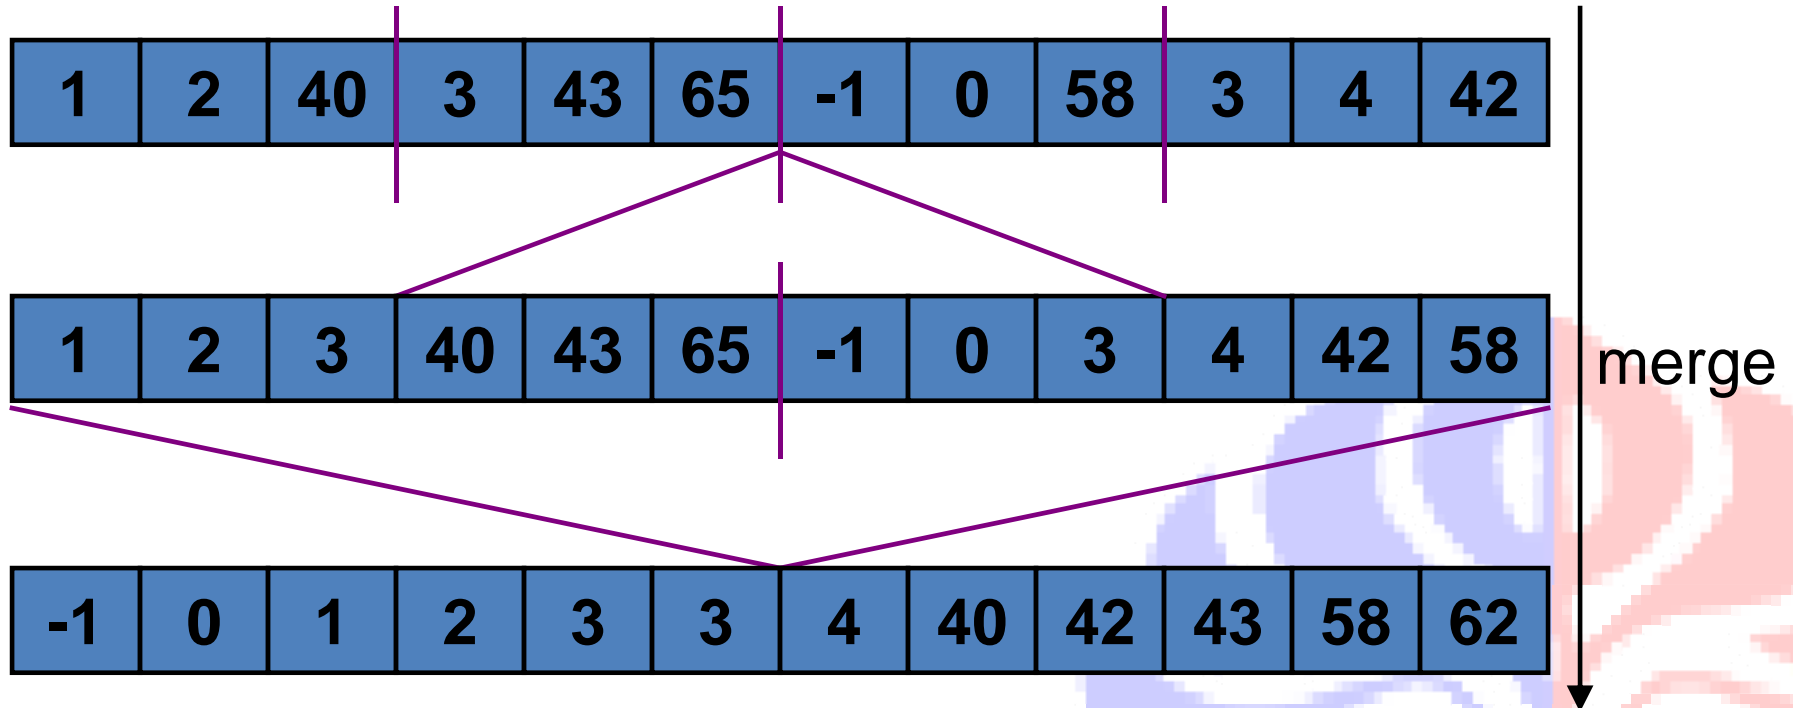 1 2 40 3 43 65 -1 0 58 3 4 42
1 2 3 40 43 65 -1 0 3 4 42 58
merge
-1 0 1 2 3 3 4 40 42 43 58 62